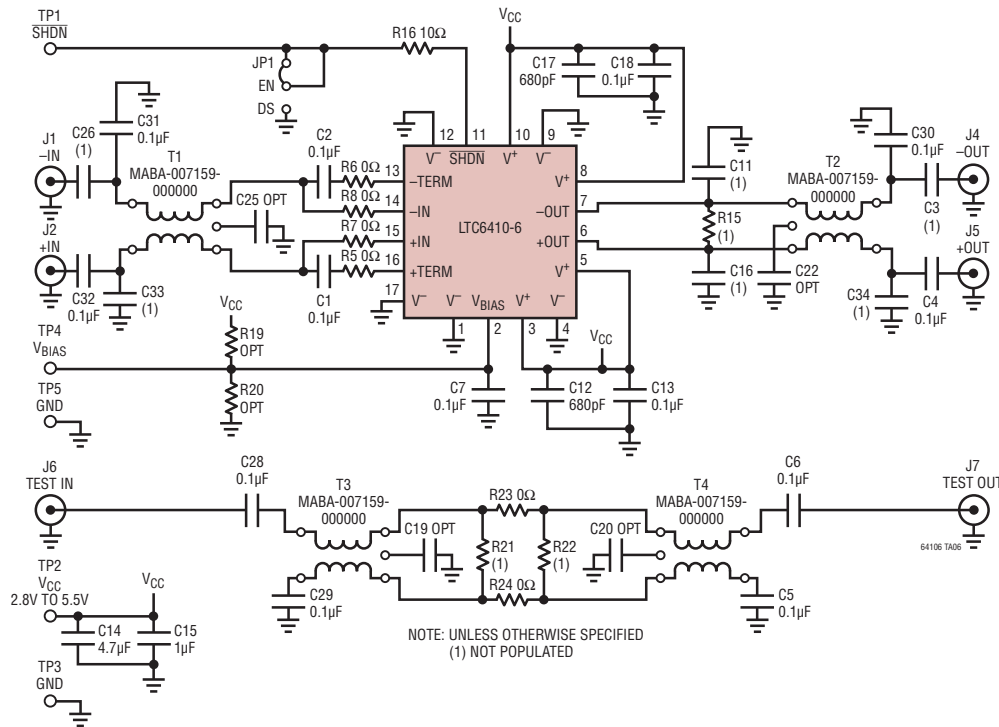 TP1
SHDN
R16 10Ω
VCC
JP1
EN
DS
C17
680pF
C18
0.1µF
C31
0.1µF
C26
(1)
J1
–IN
T1
MABA-007159-
000000
C2
0.1µF
R6 0Ω
R8 0Ω
R7 0Ω
R5 0Ω
C25 OPT
J2
+IN
C32
0.1µF
C33
(1)
C1
0.1µF
12
11
10
9
V–
SHDN
V+
V–
13
–TERM
14
–IN
15
+IN
16
+TERM
17
V–
LTC6410-6
V+
8
–OUT
7
+OUT
6
V+
5
V–
VBIAS
V+
V–
1
2
3
4
C11
(1)
R15
(1)
C16
(1)
C22
OPT
T2
MABA-007159-
000000
C30
0.1µF
J4
–OUT
C3
(1)
J5
+OUT
C34
(1)
C4
0.1µF
VCC
R19
OPT
TP4
VBIAS
R20
OPT
TP5
GND
C7
0.1µF
VCC
C12
680pF
C13
0.1µF
J6
TEST IN
C28
0.1µF
T3
MABA-007159-
000000
C19 OPT
C29
0.1µF
R23 0Ω
R21
(1)
R22
(1)
R24 0Ω
C20 OPT
T4
MABA-007159-
000000
C6
0.1µF
J7
TEST OUT
C5
0.1µF
64106 TA06
TP2
VCC
2.8V TO 5.5V
VCC
C14
4.7µF
C15
1µF
TP3
GND
NOTE: UNLESS OTHERWISE SPECIFIED
(1) NOT POPULATED